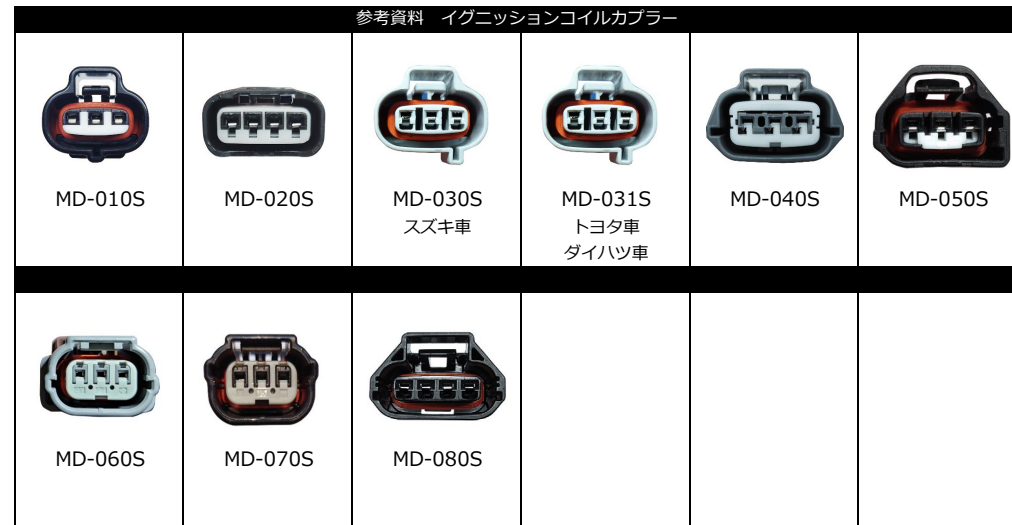 参考資料　イグニッションコイルカプラー
MD-010S
MD-020S
MD-030S
スズキ車
MD-031S
トヨタ車
ダイハツ車
MD-040S
MD-050S
MD-060S
MD-070S
MD-080S